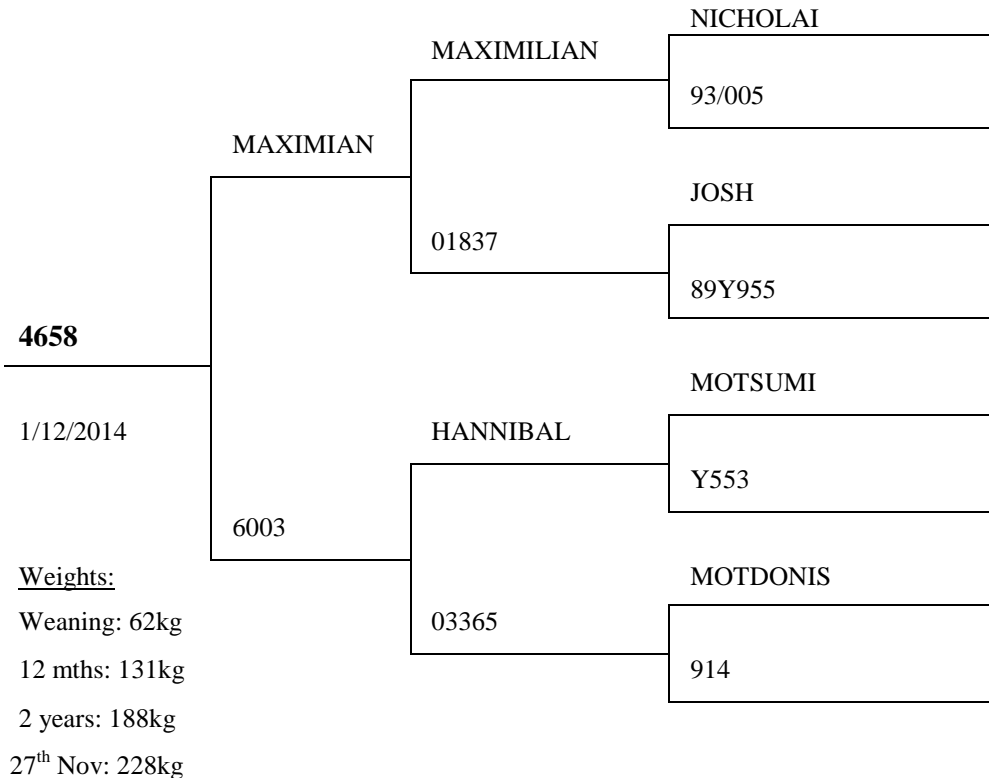 NICHOLAI
MAXIMILIAN
93/005
MAXIMIAN
JOSH
01837
89Y955
4658
MOTSUMI
1/12/2014
HANNIBAL
Y553
6003
Weights:
MOTDONIS
Weaning: 62kg
03365
12 mths: 131kg
914
2 years: 188kg
27th Nov: 228kg